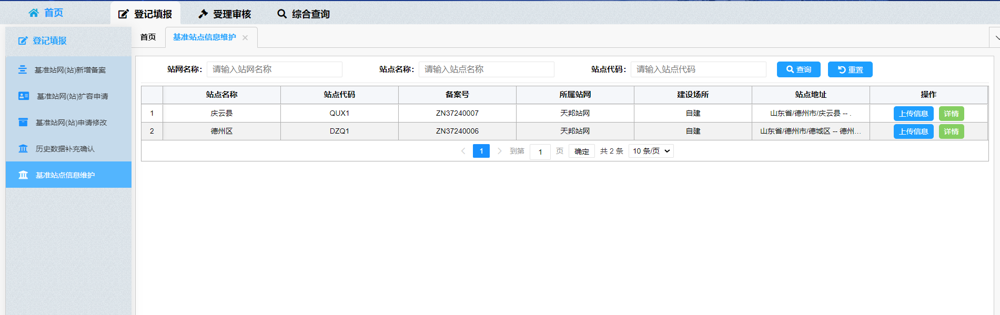 首页 登记填报 受理审核 综合查询
登记填报
基准站网(站)新增备案
基准站网(站)扩容申请
基准站网(站)申请修改
历史数据补充确认
基准站点信息维护
首页 基准站点信息维护
站网名称： 请输入站网名称 站点名称： 请输入站点名称 站点代码： 请输入站点代码 查询 重置
站点名称 站点代码 备案号 所属站网 建设场所 站点地址 操作
1 庆云县 QUX1 ZN37240007 天邦站网 自建 山东省/德州市/庆云县 -- . 上传信息 详情
2 德州区 DZQ1 ZN37240006 天邦站网 自建 山东省/德州市/德城区 -- 德州... 上传信息 详情
1 到第 1 页 确定 共 2 条 10 条/页